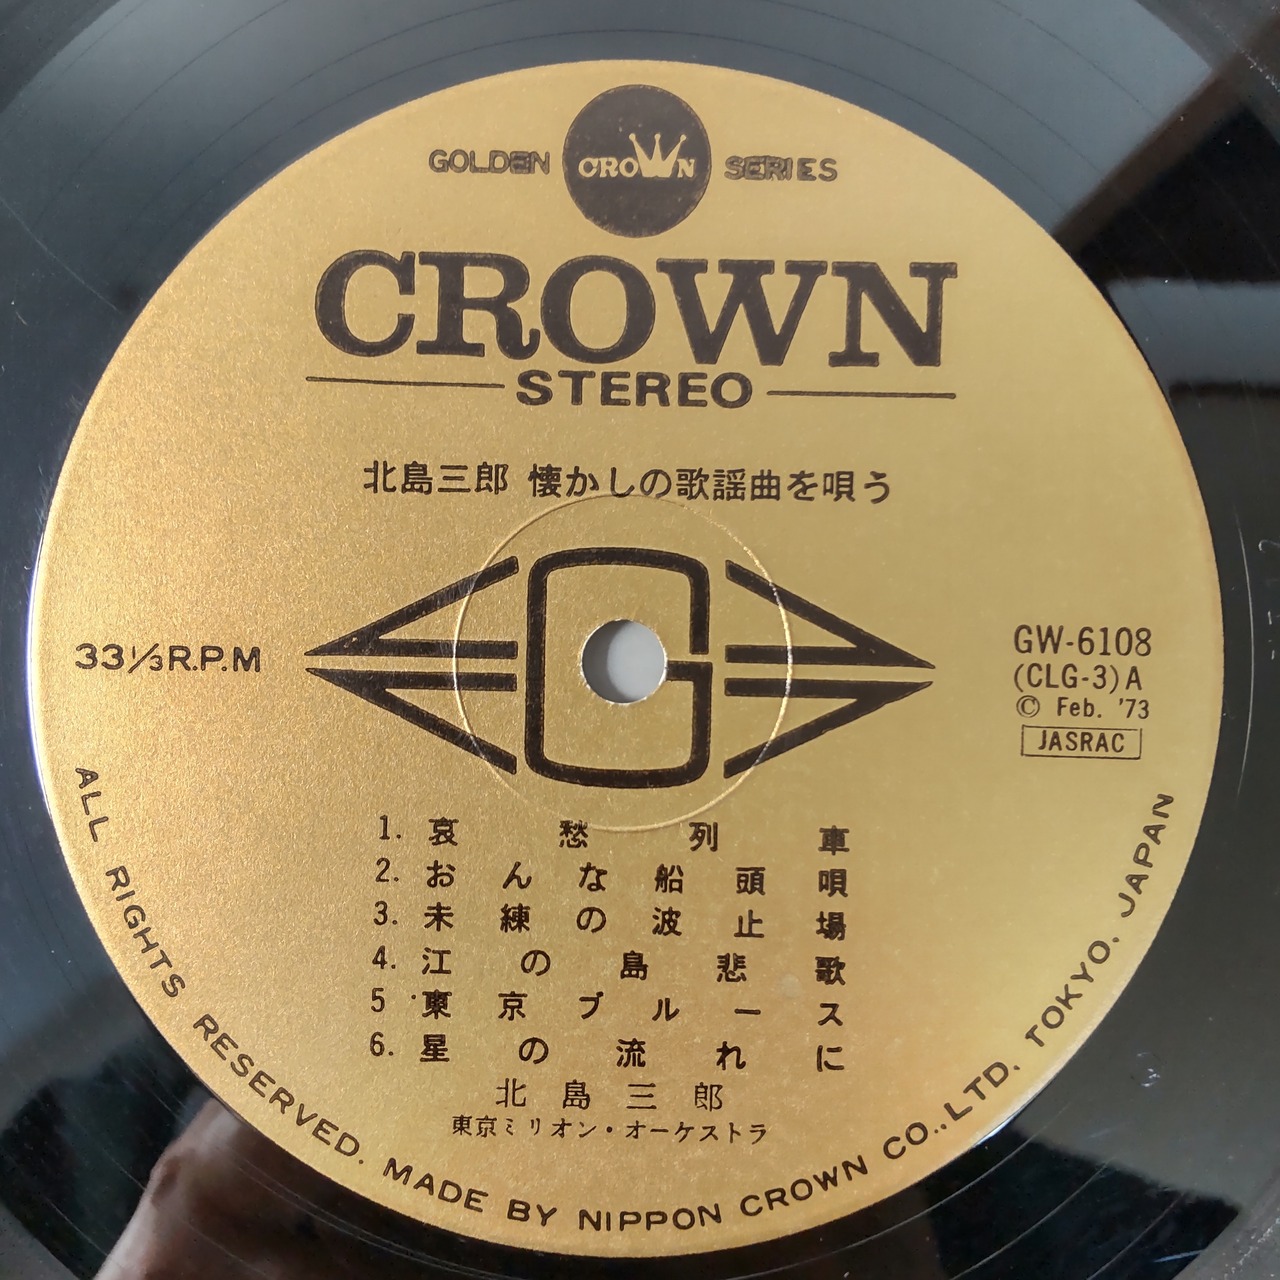 GOLDEN CROWN SERIES
CROWN
STEREO
北島三郎 懐かしの歌謡曲を唄う
G
33 1/3 R.P.M
GW-6108
(CLG-3) A
© Feb. '73
JASRAC
1. 哀愁列車
2. おんな船頭唄
3. 未練の波止場
4. 江の島悲歌
5. 東京ブルース
6. 星の流れに
北島三郎
東京ミリオン・オーケストラ
ALL RIGHTS RESERVED. MADE BY NIPPON CROWN CO.,LTD. TOKYO. JAPAN